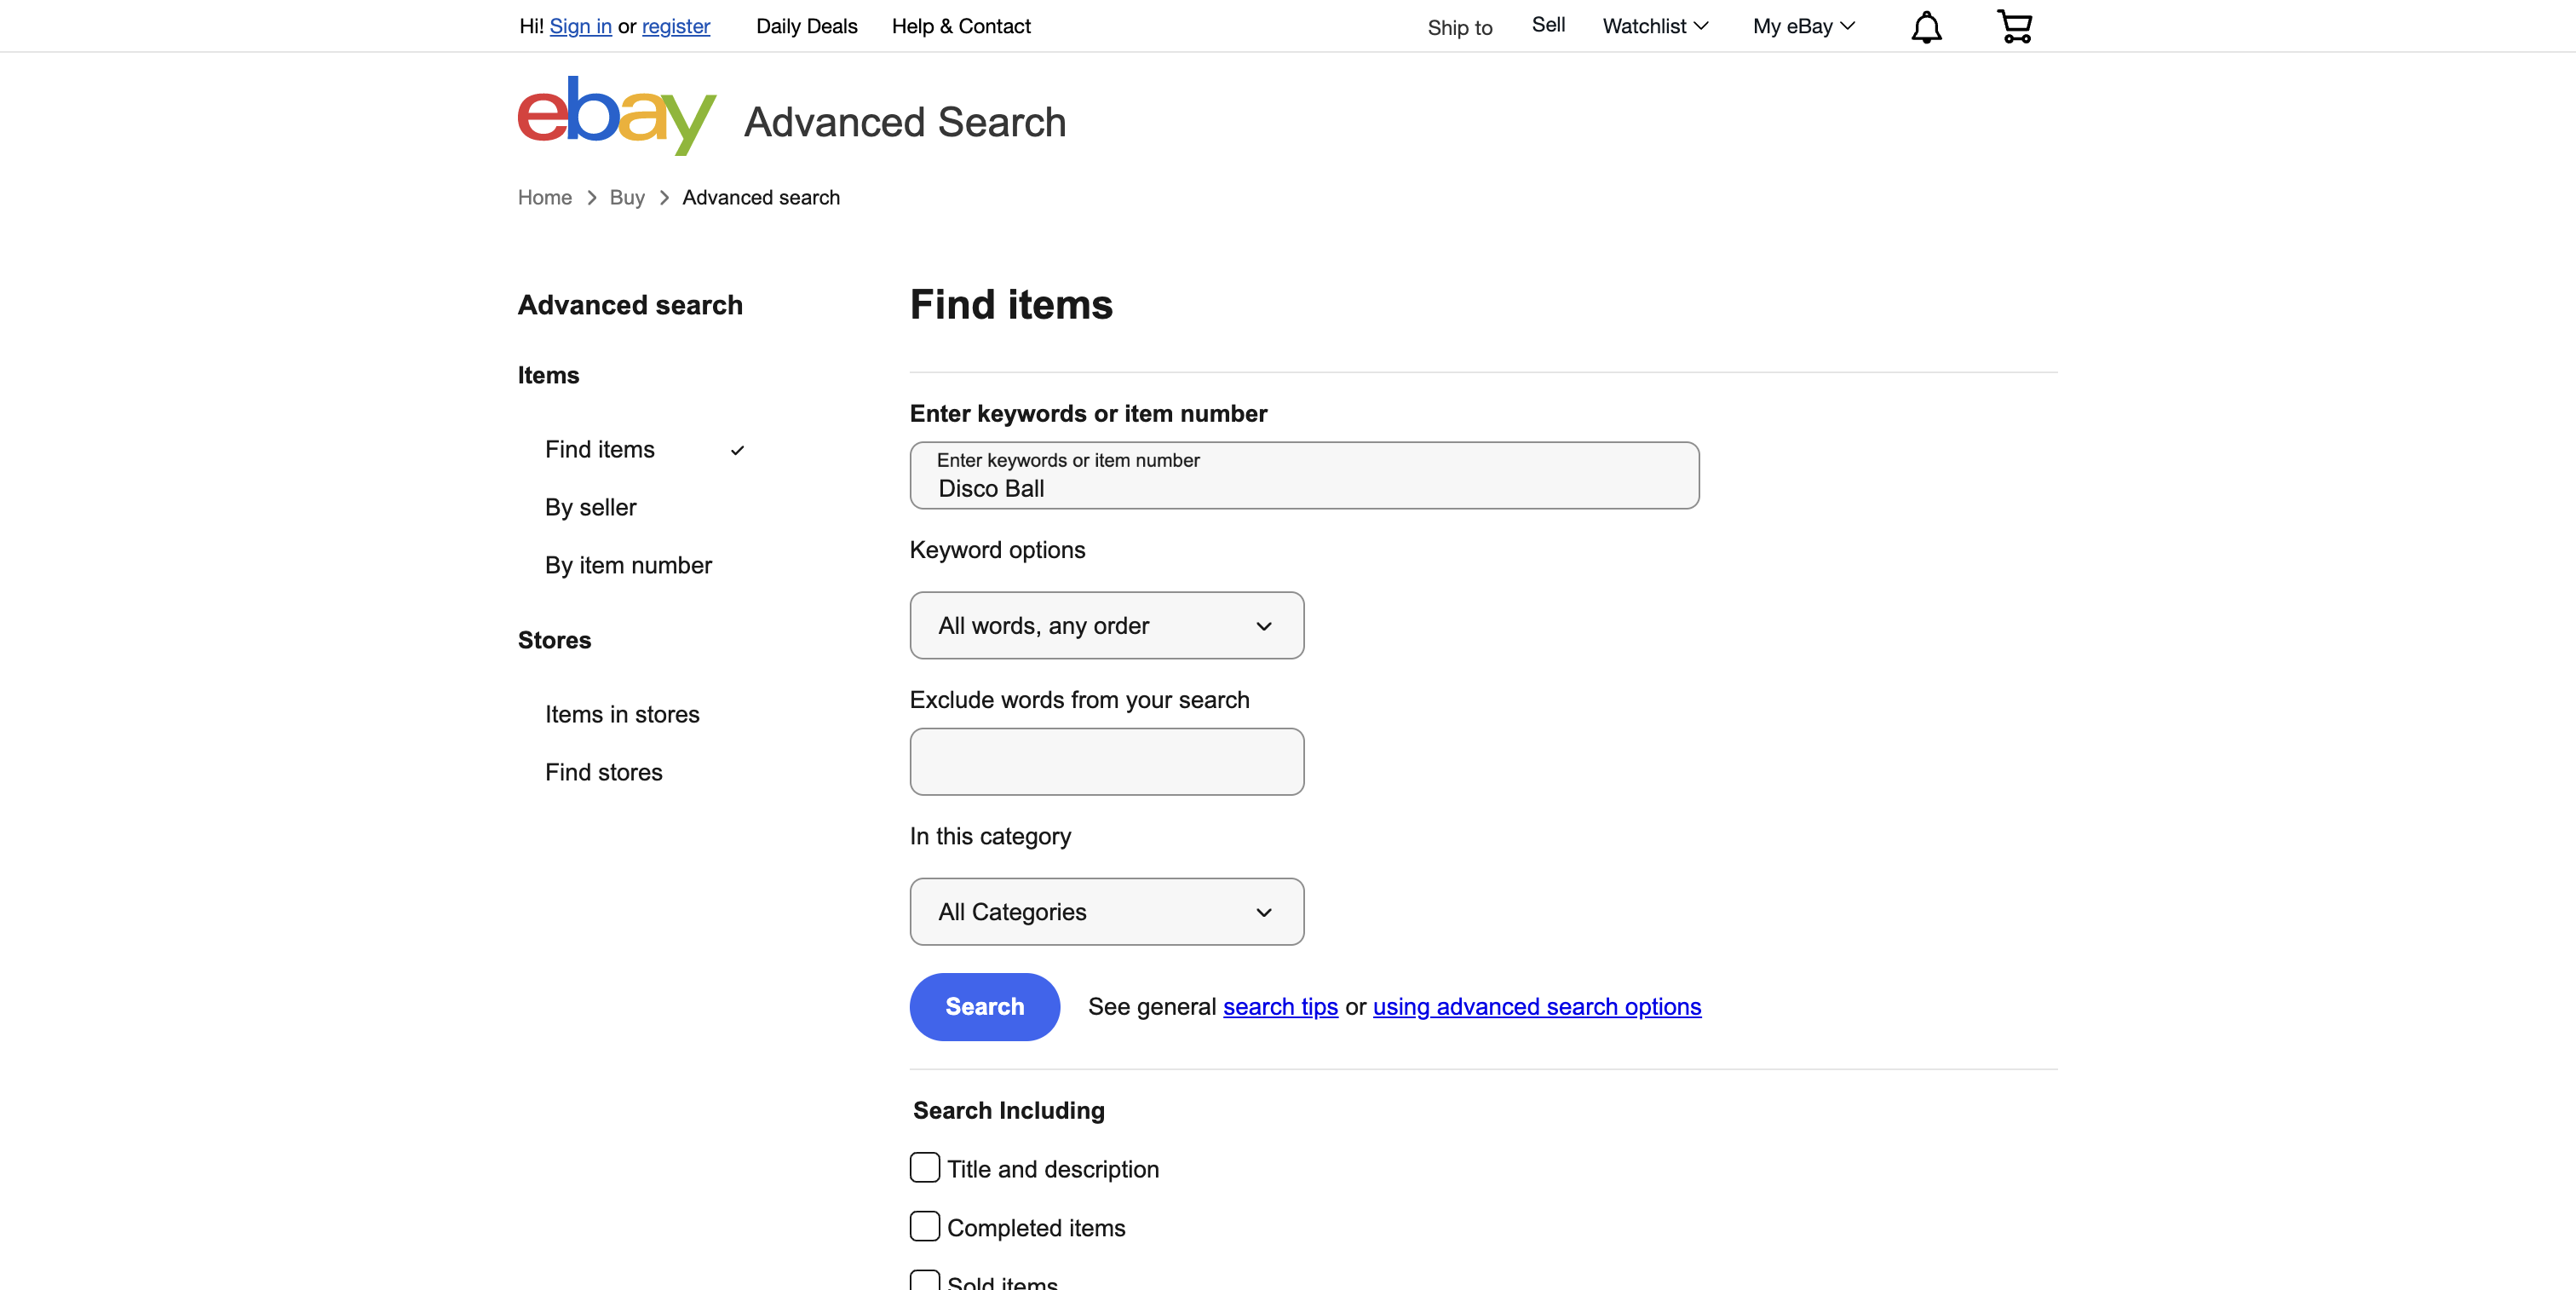 Hi! Sign in or register Daily Deals Help & Contact Ship to Sell Watchlist My eBay
ebay Advanced Search
Home Buy Advanced search
Advanced search
Items
Find items
By seller
By item number
Stores
Items in stores
Find stores
Find items
Enter keywords or item number
Enter keywords or item number
Disco Ball
Keyword options
All words, any order
Exclude words from your search
In this category
All Categories
Search See general search tips or using advanced search options
Search Including
Title and description
Completed items
Sold items